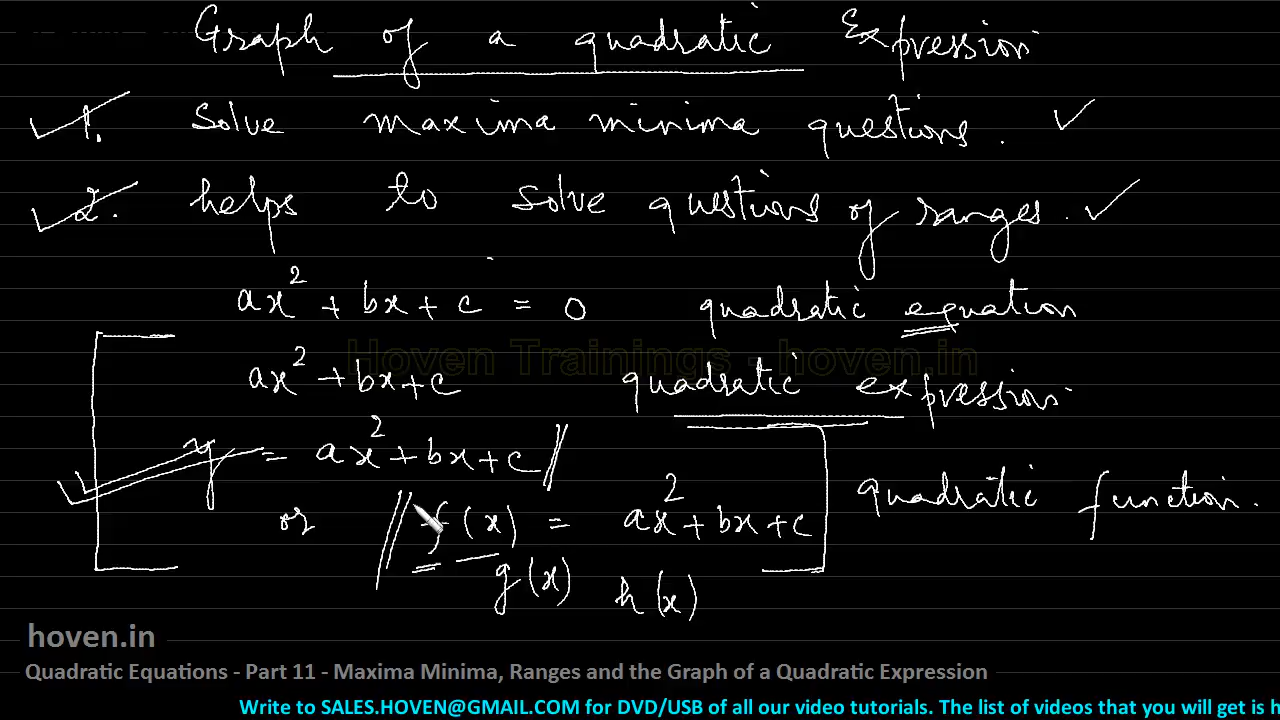 Graph of a quadratic Expression
1. Solve maxima minima questions. ✓
2. helps to solve questions of ranges. ✓
ax² + bx + c = 0 quadratic equation
Hoven Trainings - hoven.in
ax² + bx + c quadratic expression.
y = ax² + bx + c //
or // f(x) = ax² + bx + c quadratic function.
g(x) h(x)
hoven.in
Quadratic Equations - Part 11 - Maxima Minima, Ranges and the Graph of a Quadratic Expression
Write to SALES.HOVEN@GMAIL.COM for DVD/USB of all our video tutorials. The list of videos that you will get is h